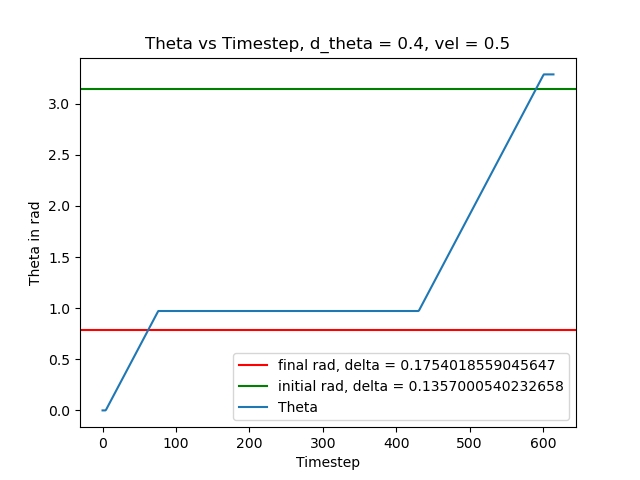 Theta vs Timestep, d_theta = 0.4, vel = 0.5
Theta in rad
3.0
2.5
2.0
1.5
1.0
0.5
0.0
final rad, delta = 0.1754018559045647
initial rad, delta = 0.1357000540232658
Theta
0 100 200 300 400 500 600
Timestep